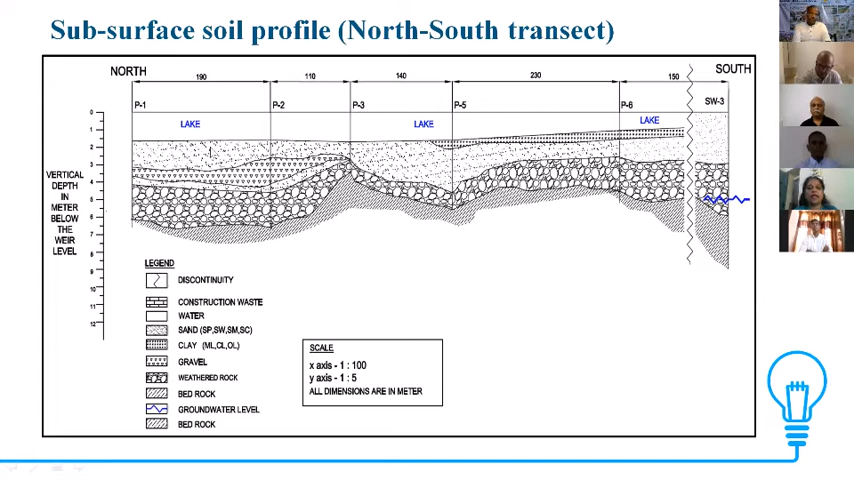 Sub-surface soil profile (North-South transect)
NORTH
SOUTH
190
110
140
230
150
P-1
P-2
P-3
P-5
P-6
SW-3
LAKE
LAKE
LAKE
VERTICAL
DEPTH
IN
METER
BELOW
THE
WEIR
LEVEL
0
1
2
3
4
5
6
7
8
9
10
11
12
LEGEND
DISCONTINUITY
CONSTRUCTION WASTE
WATER
SAND (SP,SW,SM,SC)
CLAY (ML,CL,OL)
GRAVEL
WEATHERED ROCK
BED ROCK
GROUNDWATER LEVEL
BED ROCK
SCALE
x axis - 1 : 100
y axis - 1 : 5
ALL DIMENSIONS ARE IN METER